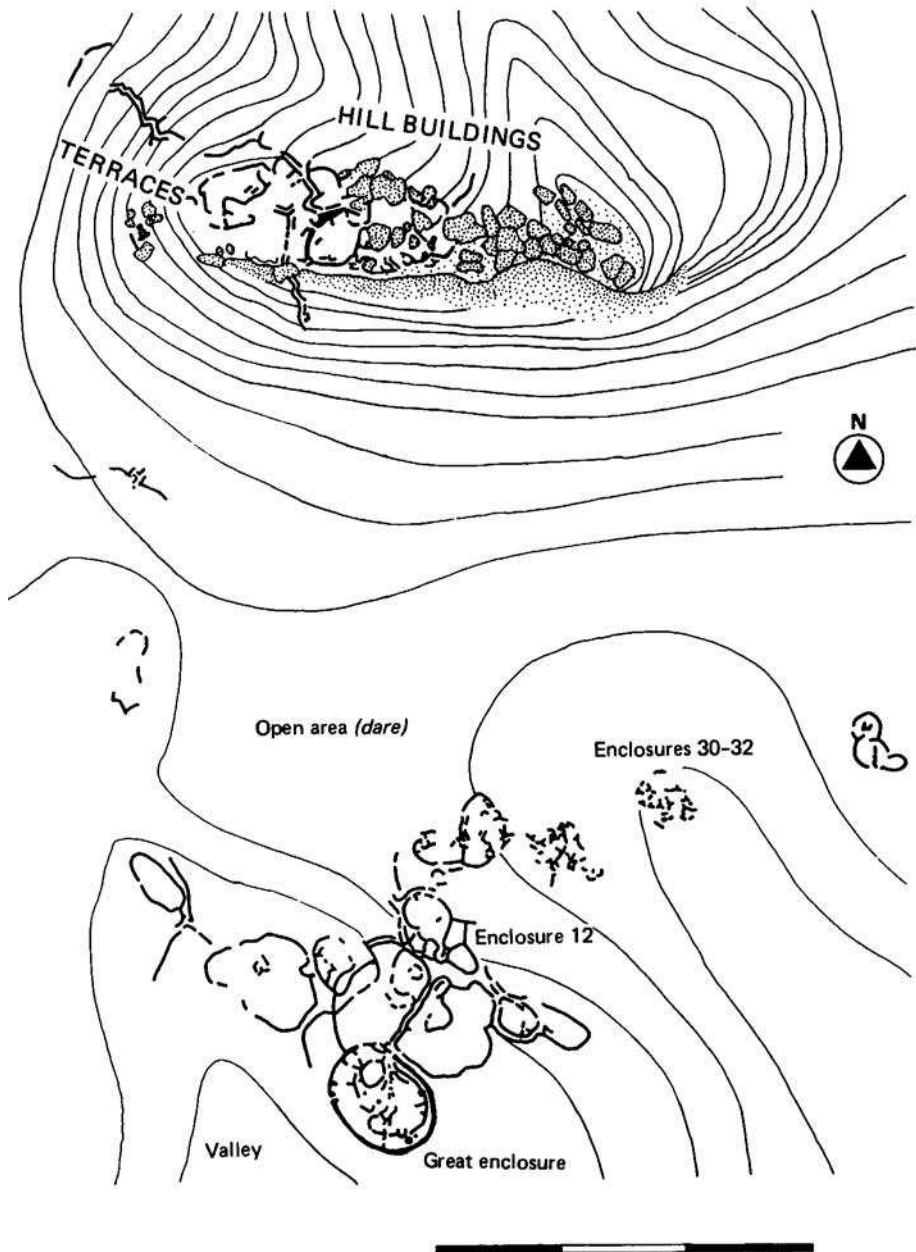 HILL BUILDINGS
TERRACES
N
Open area (dare)
Enclosures 30-32
Enclosure 12
Valley
Great enclosure